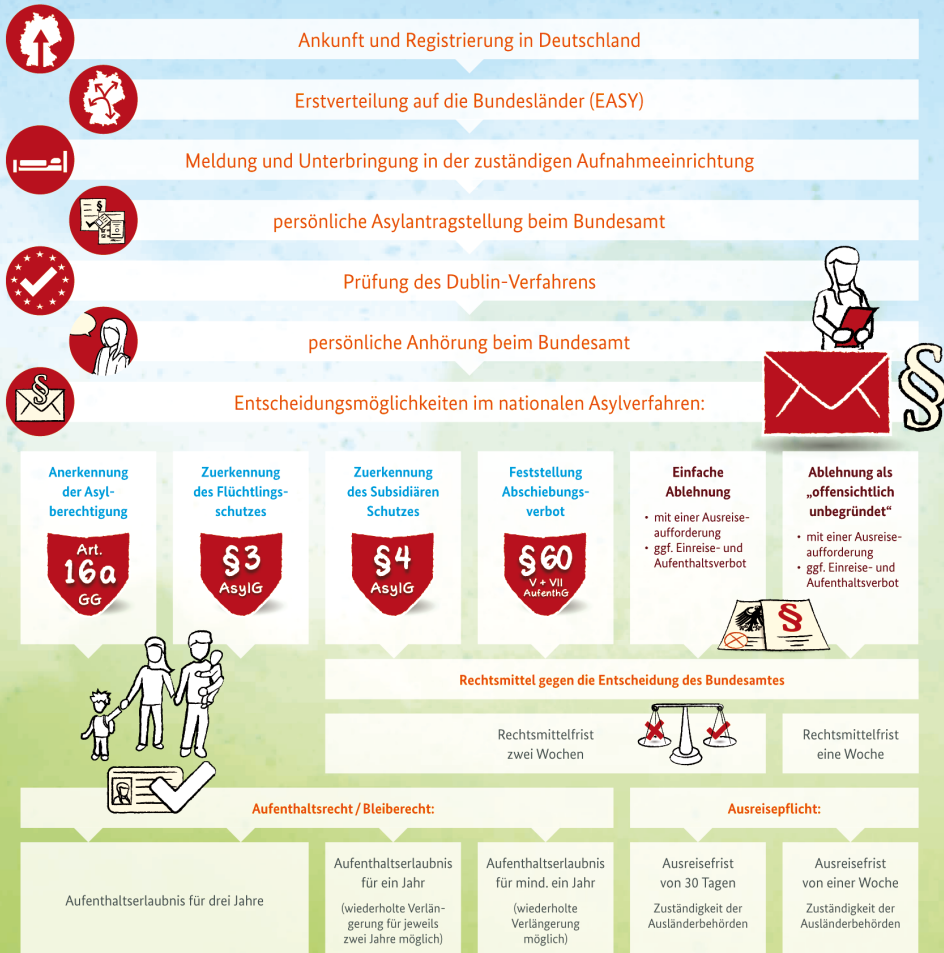 Ankunft und Registrierung in Deutschland
Erstverteilung auf die Bundesländer (EASY)
Meldung und Unterbringung in der zuständigen Aufnahmeeinrichtung
§
persönliche Asylantragstellung beim Bundesamt
Prüfung des Dublin-Verfahrens
persönliche Anhörung beim Bundesamt
§
Entscheidungsmöglichkeiten im nationalen Asylverfahren:
§
Anerkennung
der Asyl-
berechtigung
Art.
16a
GG
Zuerkennung
des Flüchtlings-
schutzes
§3
AsylG
Zuerkennung
des Subsidiären
Schutzes
§4
AsylG
Feststellung
Abschiebungs-
verbot
§60
V + VII
AufenthG
Einfache
Ablehnung
• mit einer Ausreise-
aufforderung
• ggf. Einreise- und
Aufenthaltsverbot
Ablehnung als
„offensichtlich
unbegründet“
• mit einer Ausreise-
aufforderung
• ggf. Einreise- und
Aufenthaltsverbot
§
Rechtsmittel gegen die Entscheidung des Bundesamtes
Rechtsmittelfrist
zwei Wochen
Rechtsmittelfrist
eine Woche
Aufenthaltsrecht / Bleiberecht:
Ausreisepflicht:
Aufenthaltserlaubnis für drei Jahre
Aufenthaltserlaubnis
für ein Jahr
(wiederholte Verlän-
gerung für jeweils
zwei Jahre möglich)
Aufenthaltserlaubnis
für mind. ein Jahr
(wiederholte
Verlängerung
möglich)
Ausreisefrist
von 30 Tagen
Zuständigkeit der
Ausländerbehörden
Ausreisefrist
von einer Woche
Zuständigkeit der
Ausländerbehörden